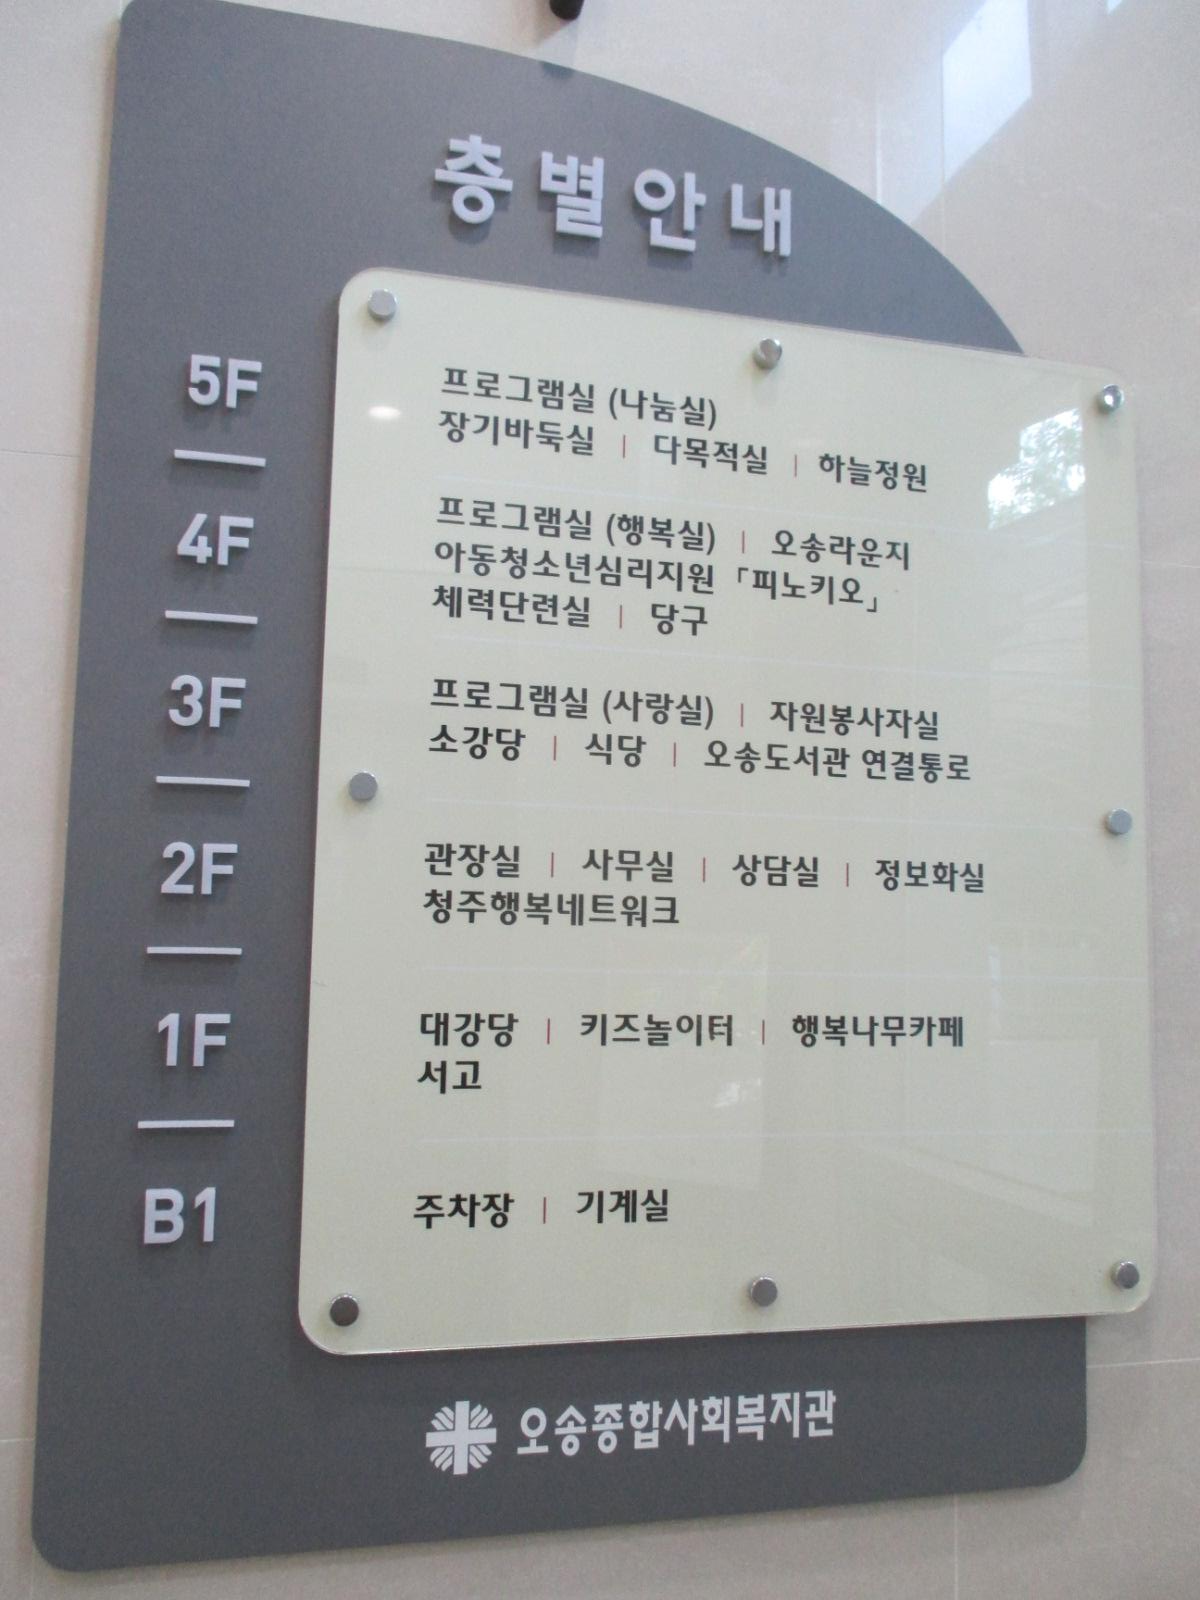 층별안내
5F
프로그램실 (나눔실)
장기바둑실 | 다목적실 | 하늘정원
4F
프로그램실 (행복실) | 오송라운지
아동청소년심리지원 「피노키오」
체력단련실 | 당구
3F
프로그램실 (사랑실) | 자원봉사자실
소강당 | 식당 | 오송도서관 연결통로
2F
관장실 | 사무실 | 상담실 | 정보화실
청주행복네트워크
1F
대강당 | 키즈놀이터 | 행복나무카페
서고
B1
주차장 | 기계실
오송종합사회복지관